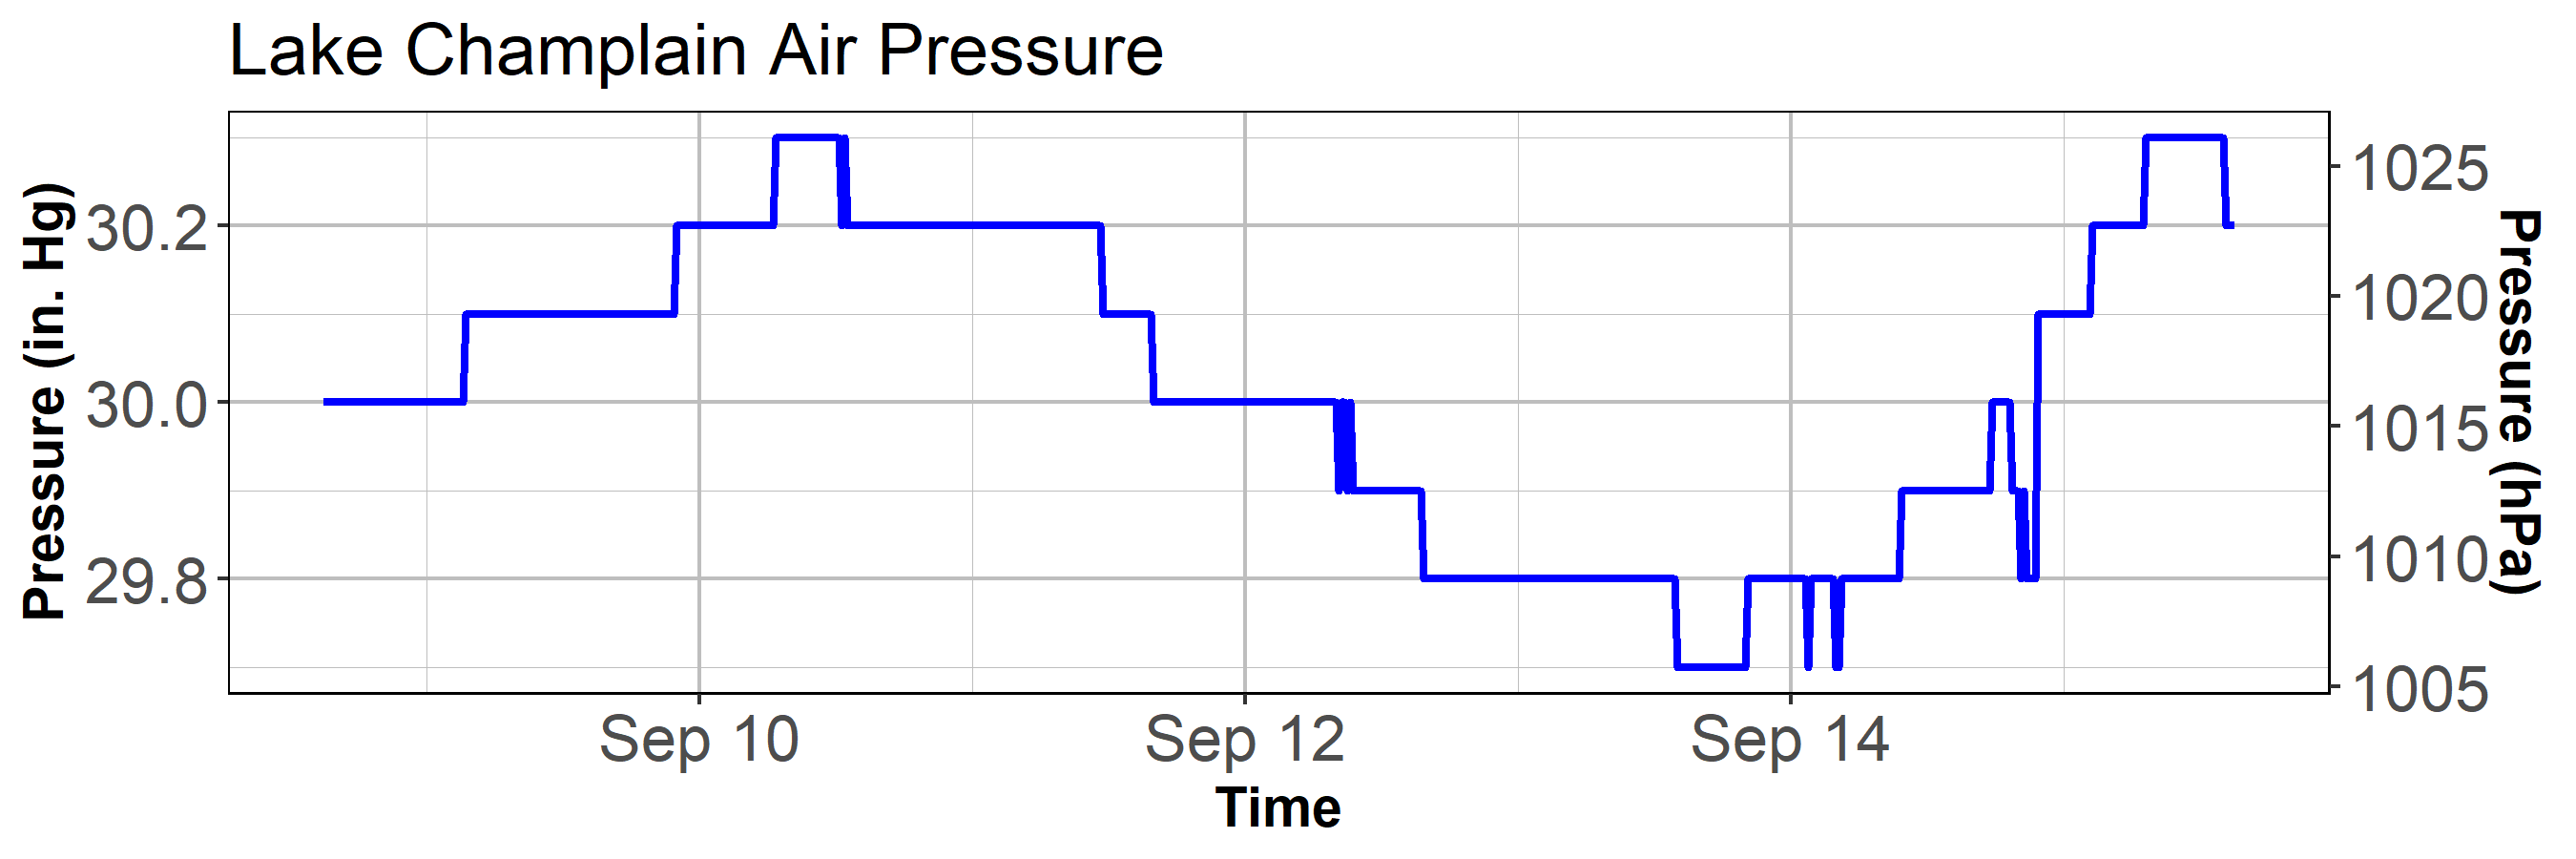 Lake Champlain Air Pressure
Pressure (in. Hg)
30.2
30.0
29.8
1025
1020
1015
1010
1005
Pressure (hPa)
Sep 10
Sep 12
Sep 14
Time